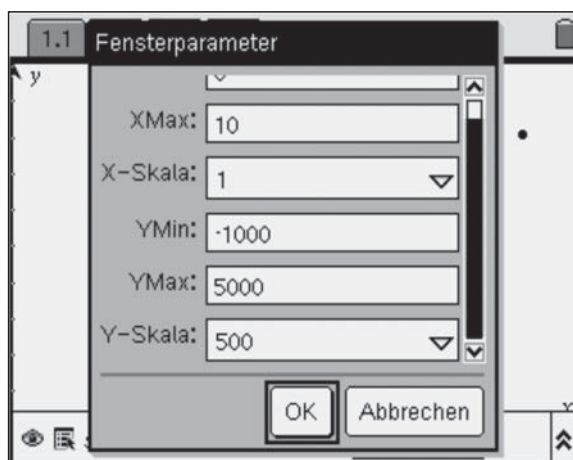 1.1
Fensterparameter
y
XMax: 10
X-Skala: 1
YMin: -1000
YMax: 5000
Y-Skala: 500
OK Abbrechen
x